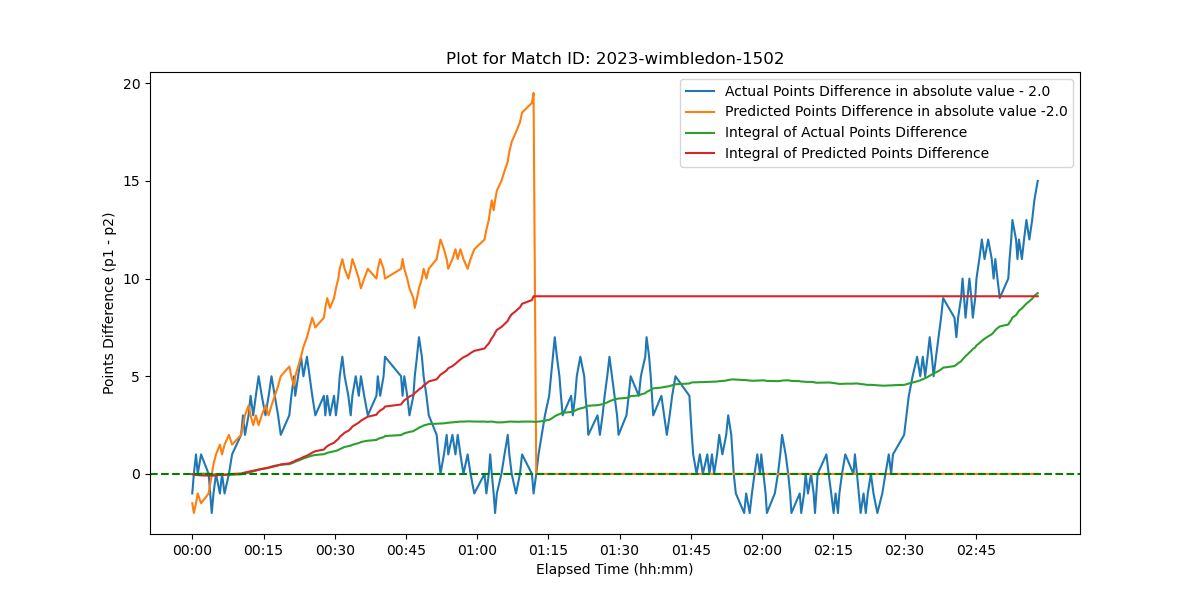 Plot for Match ID: 2023-wimbledon-1502
Actual Points Difference in absolute value - 2.0
Predicted Points Difference in absolute value -2.0
Integral of Actual Points Difference
Integral of Predicted Points Difference
Points Difference (p1 - p2)
20
15
10
5
0
00:00 00:15 00:30 00:45 01:00 01:15 01:30 01:45 02:00 02:15 02:30 02:45
Elapsed Time (hh:mm)